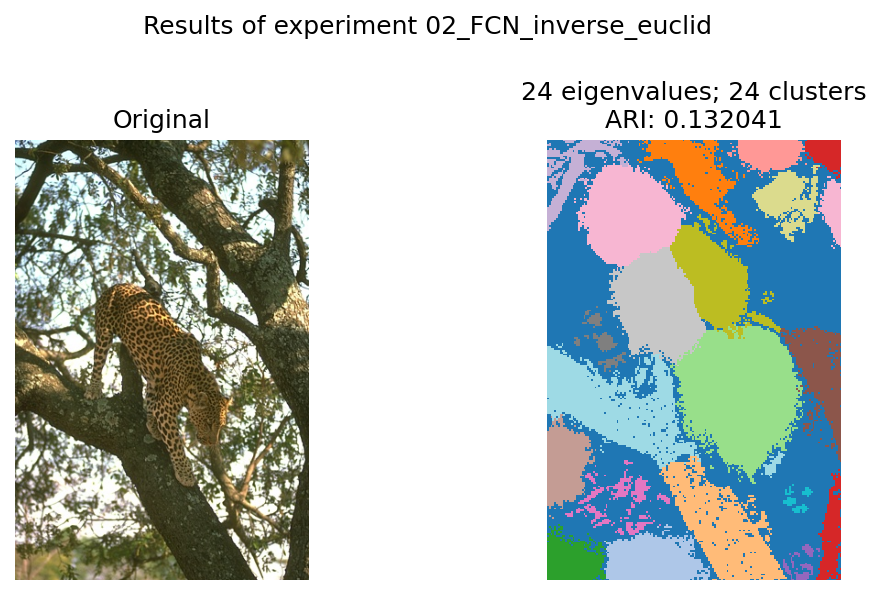 Results of experiment 02_FCN_inverse_euclid
Original
24 eigenvalues; 24 clusters
ARI: 0.132041